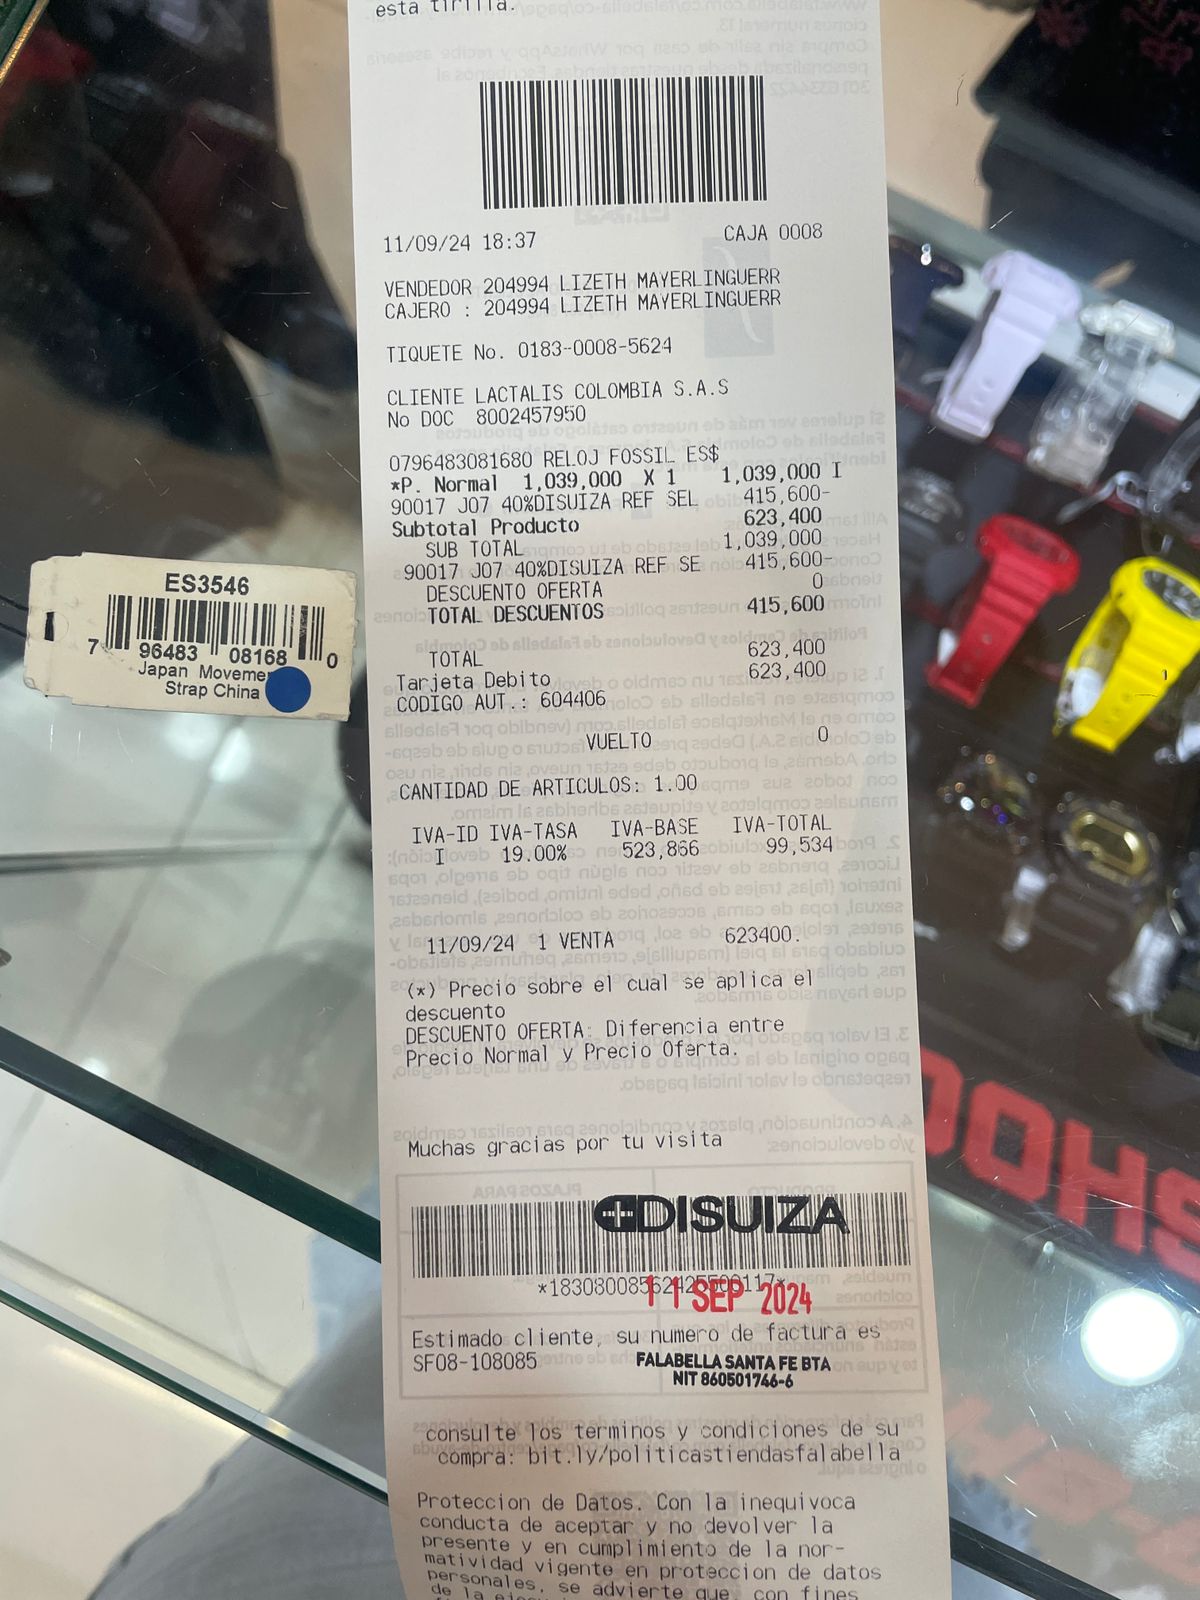 esta tirilla.
11/09/24 18:37 CAJA 0008
VENDEDOR 204994 LIZETH MAYERLINGUERR
CAJERO : 204994 LIZETH MAYERLINGUERR
TIQUETE No. 0183-0008-5624
CLIENTE LACTALIS COLOMBIA S.A.S
No DOC 8002457950
0796483081680 RELOJ FOSSIL ES$
*P. Normal 1,039,000 X 1 1,039,000 I
90017 J07 40%DISUIZA REF SEL 415,600-
Subtotal Producto 623,400
SUB TOTAL 1,039,000
90017 J07 40%DISUIZA REF SE 415,600-
DESCUENTO OFERTA 0
TOTAL DESCUENTOS 415,600
TOTAL 623,400
Tarjeta Debito 623,400
CODIGO AUT.: 604406
VUELTO 0
CANTIDAD DE ARTICULOS: 1.00
IVA-ID IVA-TASA IVA-BASE IVA-TOTAL
I 19.00% 523,866 99,534
11/09/24 1 VENTA 623400.
(*) Precio sobre el cual se aplica el
descuento
DESCUENTO OFERTA: Diferencia entre
Precio Normal y Precio Oferta.
Muchas gracias por tu visita
DISUIZA
11 SEP 2024
Estimado cliente, su numero de factura es
SF08-108085
FALABELLA SANTA FE BTA
NIT 860501746-6
consulte los terminos y condiciones de su
compra: bit.ly/politicastiendasfalabella
Proteccion de Datos. Con la inequivoca
conducta de aceptar y no devolver la
presente y en cumplimiento de la nor-
matividad vigente en proteccion de datos
personales, se advierte que, con fines
de la
ES3546
7 96483 08168 0
Japan
Strap China